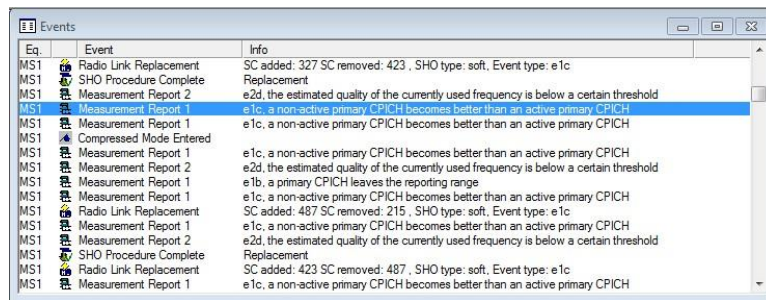 Events
Eq. Event Info
MS1 Radio Link Replacement SC added: 327 SC removed: 423 , SHO type: soft, Event type: e1c
MS1 SHO Procedure Complete Replacement
MS1 Measurement Report 2 e2d, the estimated quality of the currently used frequency is below a certain threshold
MS1 Measurement Report 1 e1c, a non-active primary CPICH becomes better than an active primary CPICH
MS1 Measurement Report 1 e1c, a non-active primary CPICH becomes better than an active primary CPICH
MS1 Compressed Mode Entered
MS1 Measurement Report 1 e1c, a non-active primary CPICH becomes better than an active primary CPICH
MS1 Measurement Report 2 e2d, the estimated quality of the currently used frequency is below a certain threshold
MS1 Measurement Report 1 e1b, a primary CPICH leaves the reporting range
MS1 Measurement Report 1 e1c, a non-active primary CPICH becomes better than an active primary CPICH
MS1 Radio Link Replacement SC added: 487 SC removed: 215 , SHO type: soft, Event type: e1c
MS1 Measurement Report 1 e1c, a non-active primary CPICH becomes better than an active primary CPICH
MS1 Measurement Report 2 e2d, the estimated quality of the currently used frequency is below a certain threshold
MS1 SHO Procedure Complete Replacement
MS1 Radio Link Replacement SC added: 423 SC removed: 487 , SHO type: soft, Event type: e1c
MS1 Measurement Report 1 e1c, a non-active primary CPICH becomes better than an active primary CPICH